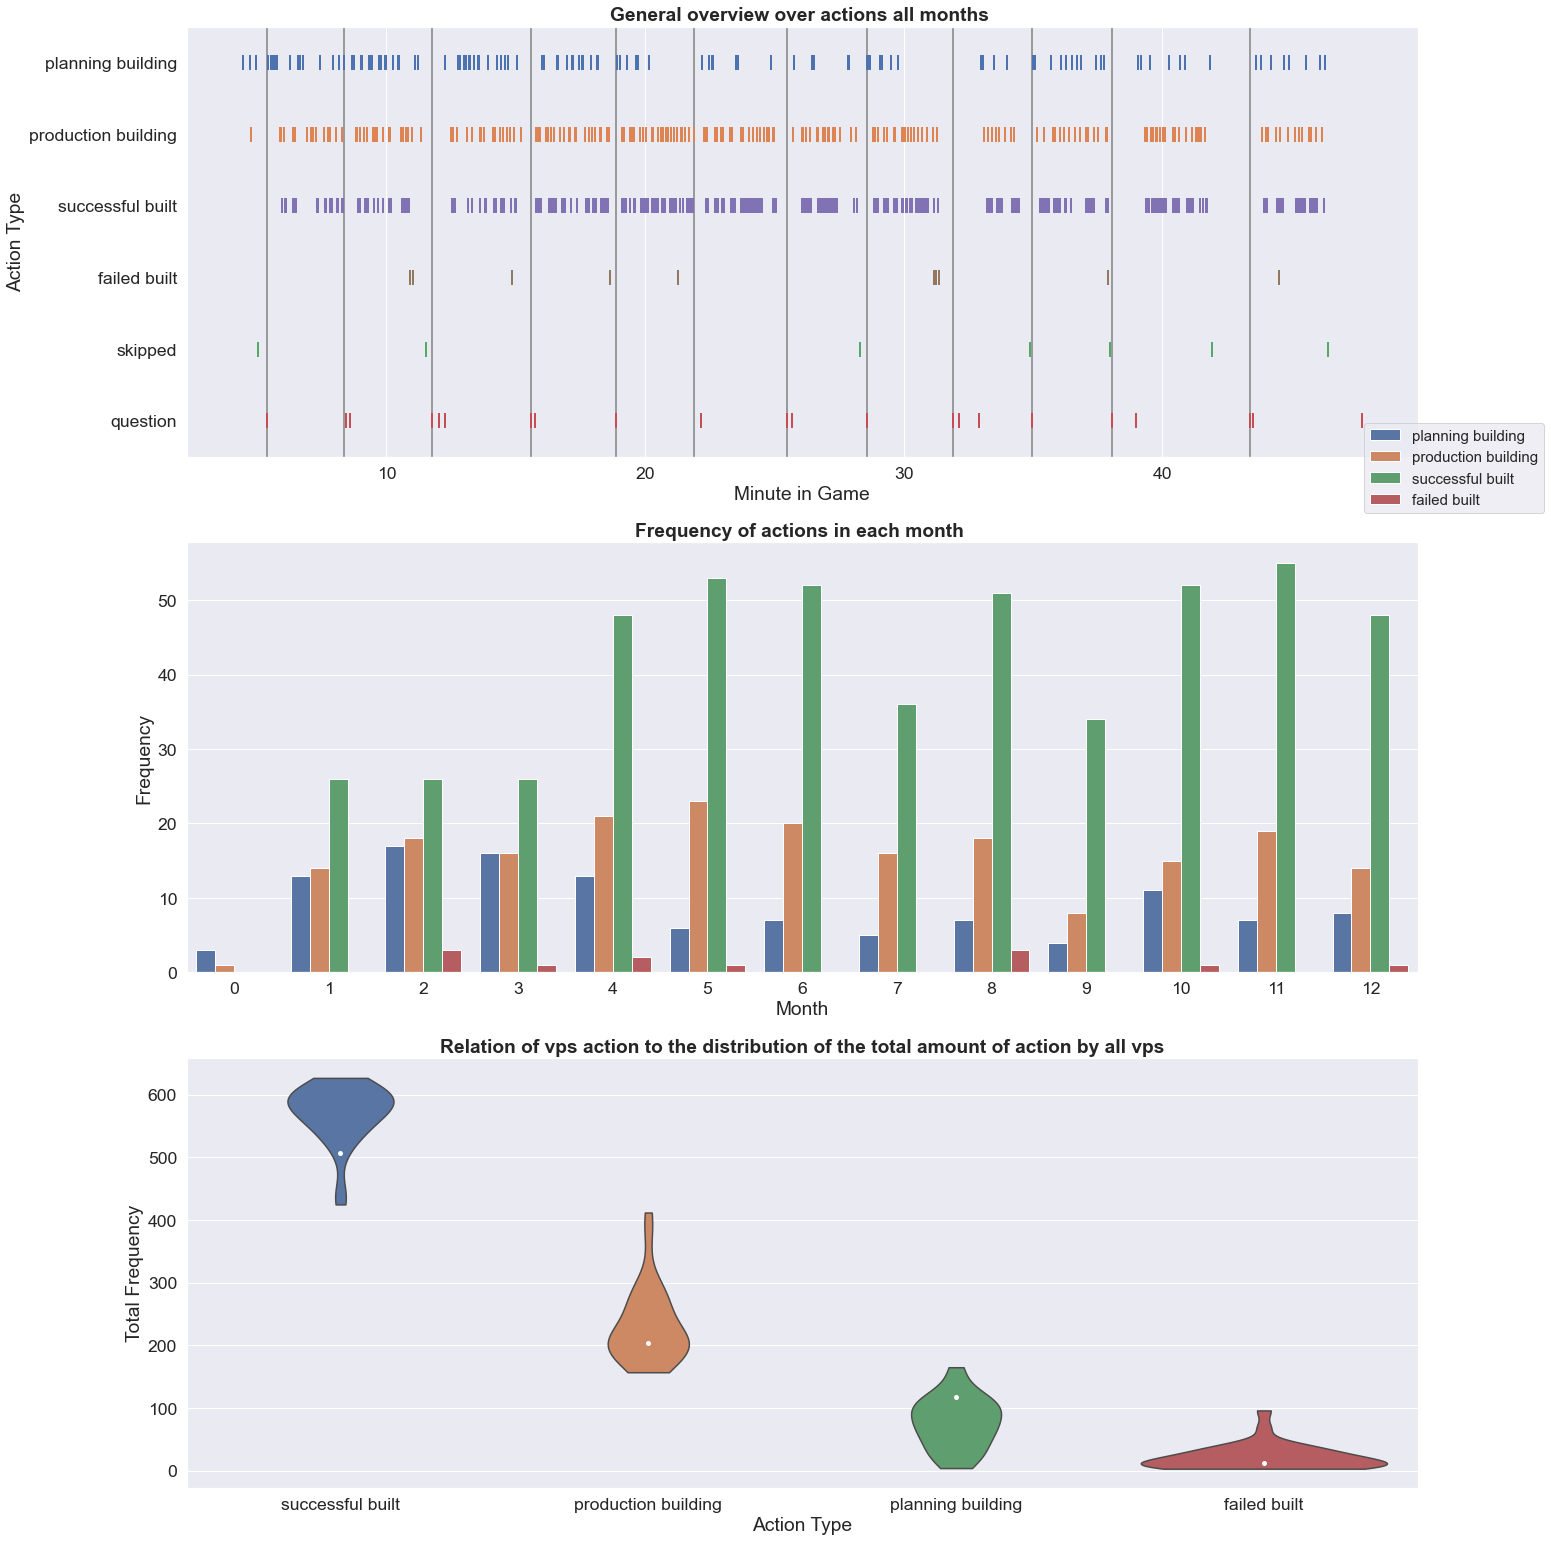 General overview over actions all months
planning building
production building
successful built
failed built
skipped
question
Action Type
10 20 30 40
Minute in Game
planning building
production building
successful built
failed built
Frequency of actions in each month
50
40
30
20
10
0
Frequency
0 1 2 3 4 5 6 7 8 9 10 11 12
Month
Relation of vps action to the distribution of the total amount of action by all vps
600
500
400
300
200
100
0
Total Frequency
successful built production building planning building failed built
Action Type